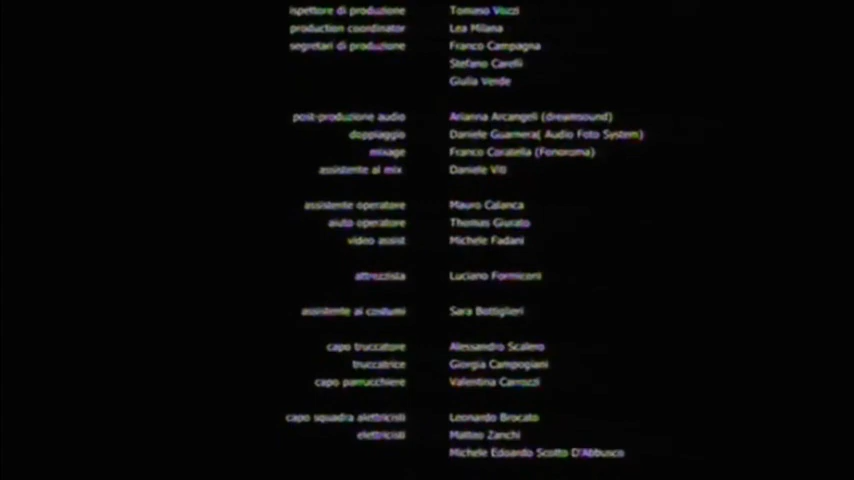 ispettore di produzione Tomaso Vozzi
production coordinator Lea Milana
segretari di produzione Franco Campagna
Stefano Carelli
Giulia Verde
post-produzione audio Arianna Arcangeli (dreamsound)
doppiaggio Daniele Guarnera( Audio Foto System)
mixage Franco Coratella (Fonoroma)
assistente al mix Daniele Viti
assistente operatore Mauro Calanca
aiuto operatore Thomas Giurato
video assist Michele Fadani
attrezzista Luciano Formiconi
assistente ai costumi Sara Bottiglieri
capo truccatore Alessandro Scalero
truccatrice Giorgia Campogiani
capo parrucchiere Valentina Carrozzi
capo squadra elettricisti Leonardo Brocato
elettricisti Matteo Zanchi
Michele Edoardo Scotto D'Abbusco